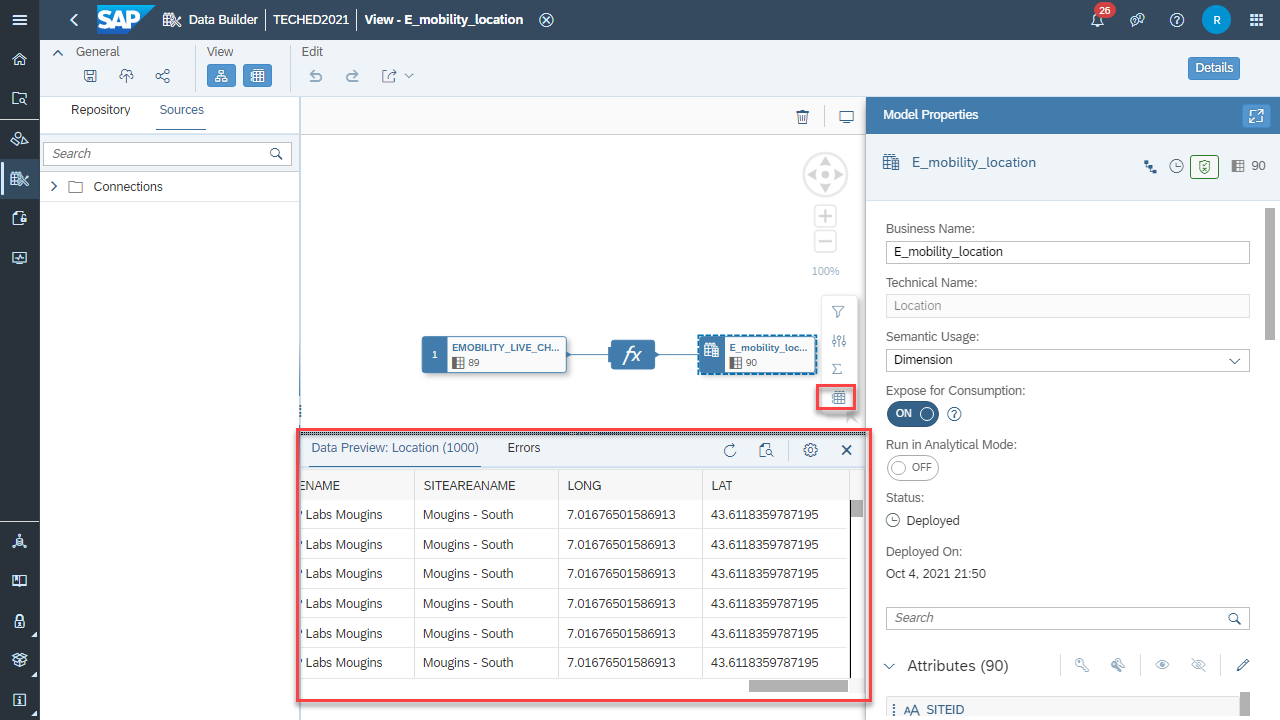 SAP Data Builder TECHED2021 View - E_mobility_location 26 R
General View Edit
Details
Repository Sources
Search
Connections
100%
1 EMOBILITY_LIVE_CH... 89
fx
E_mobility_loc... 90
Data Preview: Location (1000) Errors
ENAME SITEAREANAME LONG LAT
P Labs Mougins Mougins - South 7.01676501586913 43.6118359787195
P Labs Mougins Mougins - South 7.01676501586913 43.6118359787195
P Labs Mougins Mougins - South 7.01676501586913 43.6118359787195
P Labs Mougins Mougins - South 7.01676501586913 43.6118359787195
P Labs Mougins Mougins - South 7.01676501586913 43.6118359787195
P Labs Mougins Mougins - South 7.01676501586913 43.6118359787195
Model Properties
E_mobility_location 90
Business Name:
E_mobility_location
Technical Name:
Location
Semantic Usage:
Dimension
Expose for Consumption:
ON
Run in Analytical Mode:
OFF
Status:
Deployed
Deployed On:
Oct 4, 2021 21:50
Search
Attributes (90)
AA SITEID